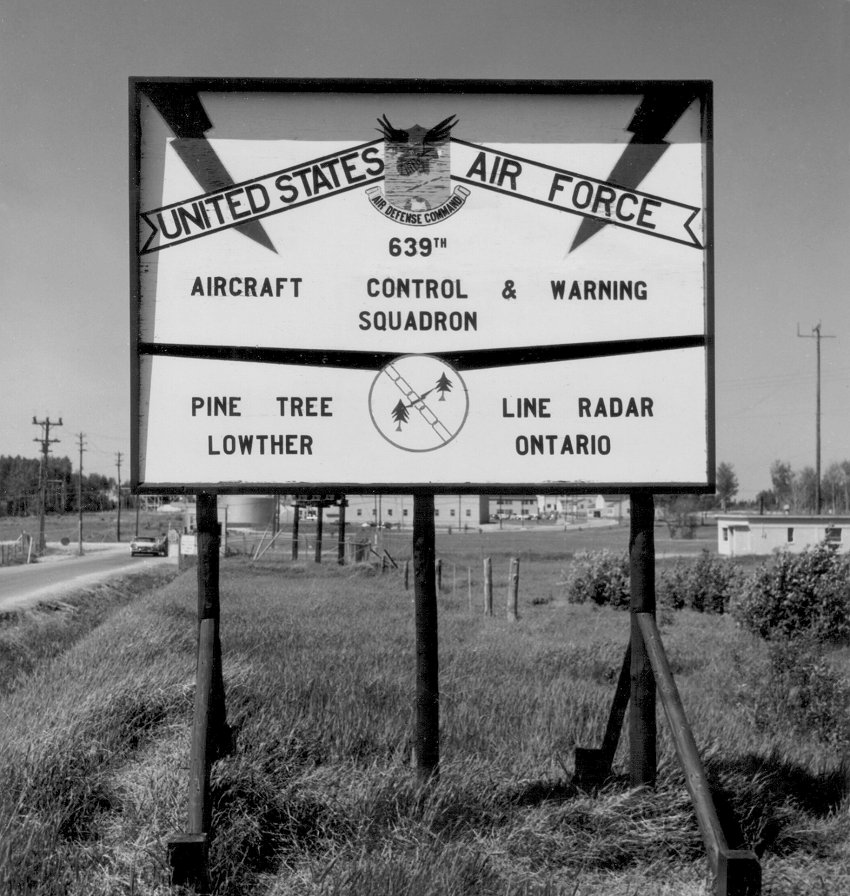 UNITED STATES AIR FORCE
AIR DEFENSE COMMAND
639TH
AIRCRAFT CONTROL & WARNING
SQUADRON
PINE TREE LINE RADAR
LOWTHER ONTARIO